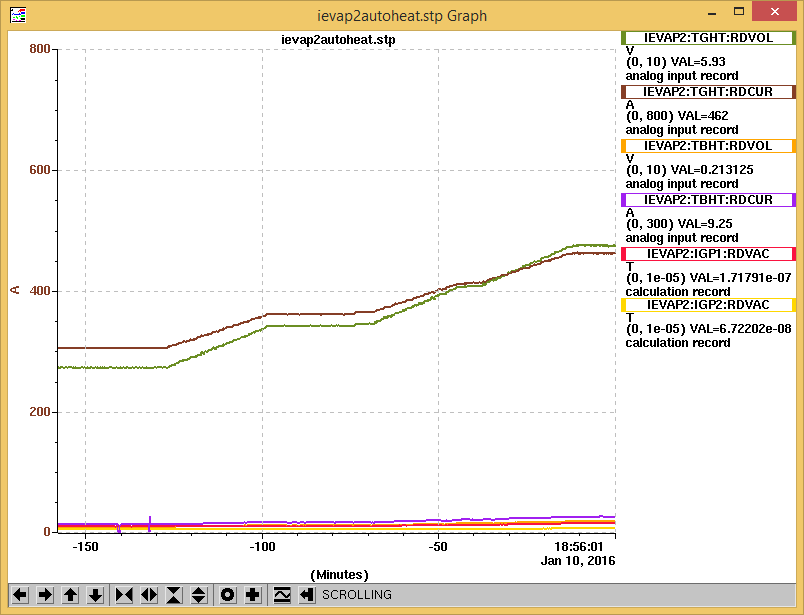 ievap2autoheat.stp Graph
ievap2autoheat.stp
800
600
400
200
0
A
-150
-100
-50
18:56:01
Jan 10, 2016
(Minutes)
IEVAP2:TGHT:RDVOL
V
(0, 10) VAL=5.93
analog input record
IEVAP2:TGHT:RDCUR
A
(0, 800) VAL=462
analog input record
IEVAP2:TBHT:RDVOL
V
(0, 10) VAL=0.213125
analog input record
IEVAP2:TBHT:RDCUR
A
(0, 300) VAL=9.25
analog input record
IEVAP2:IGP1:RDVAC
T
(0, 1e-05) VAL=1.71791e-07
calculation record
IEVAP2:IGP2:RDVAC
T
(0, 1e-05) VAL=6.72202e-08
calculation record
SCROLLING